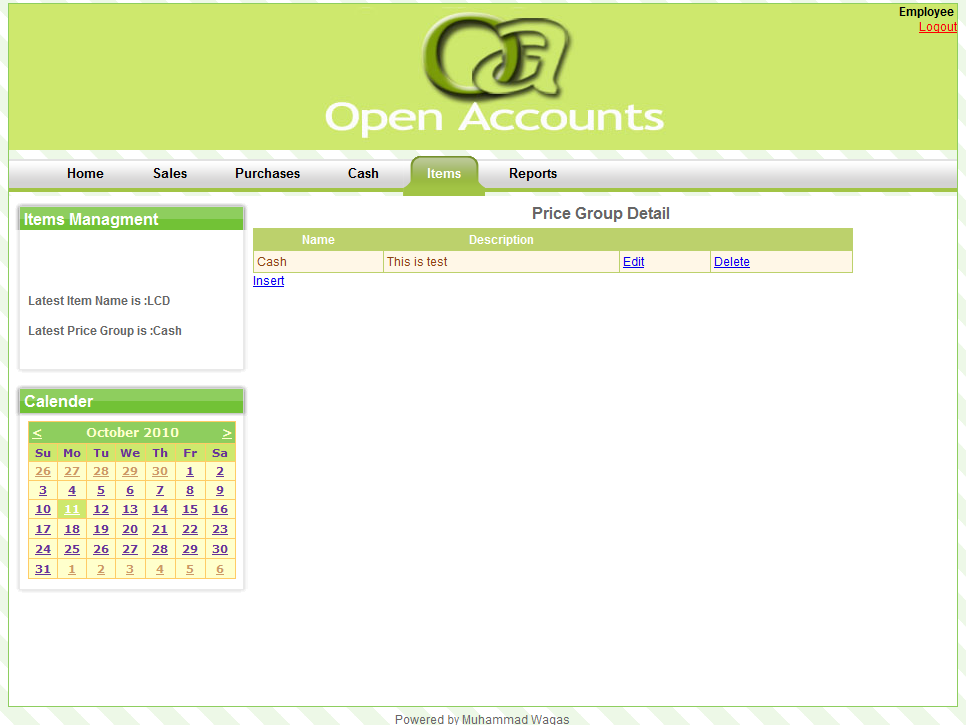 Employee
Logout
Oa
Open Accounts
Home Sales Purchases Cash Items Reports
Items Managment
Latest Item Name is :LCD
Latest Price Group is :Cash
Calender
< October 2010 >
Su Mo Tu We Th Fr Sa
26 27 28 29 30 1 2
3 4 5 6 7 8 9
10 11 12 13 14 15 16
17 18 19 20 21 22 23
24 25 26 27 28 29 30
31 1 2 3 4 5 6
Price Group Detail
Name Description
Cash This is test Edit Delete
Insert
Powered by Muhammad Waqas